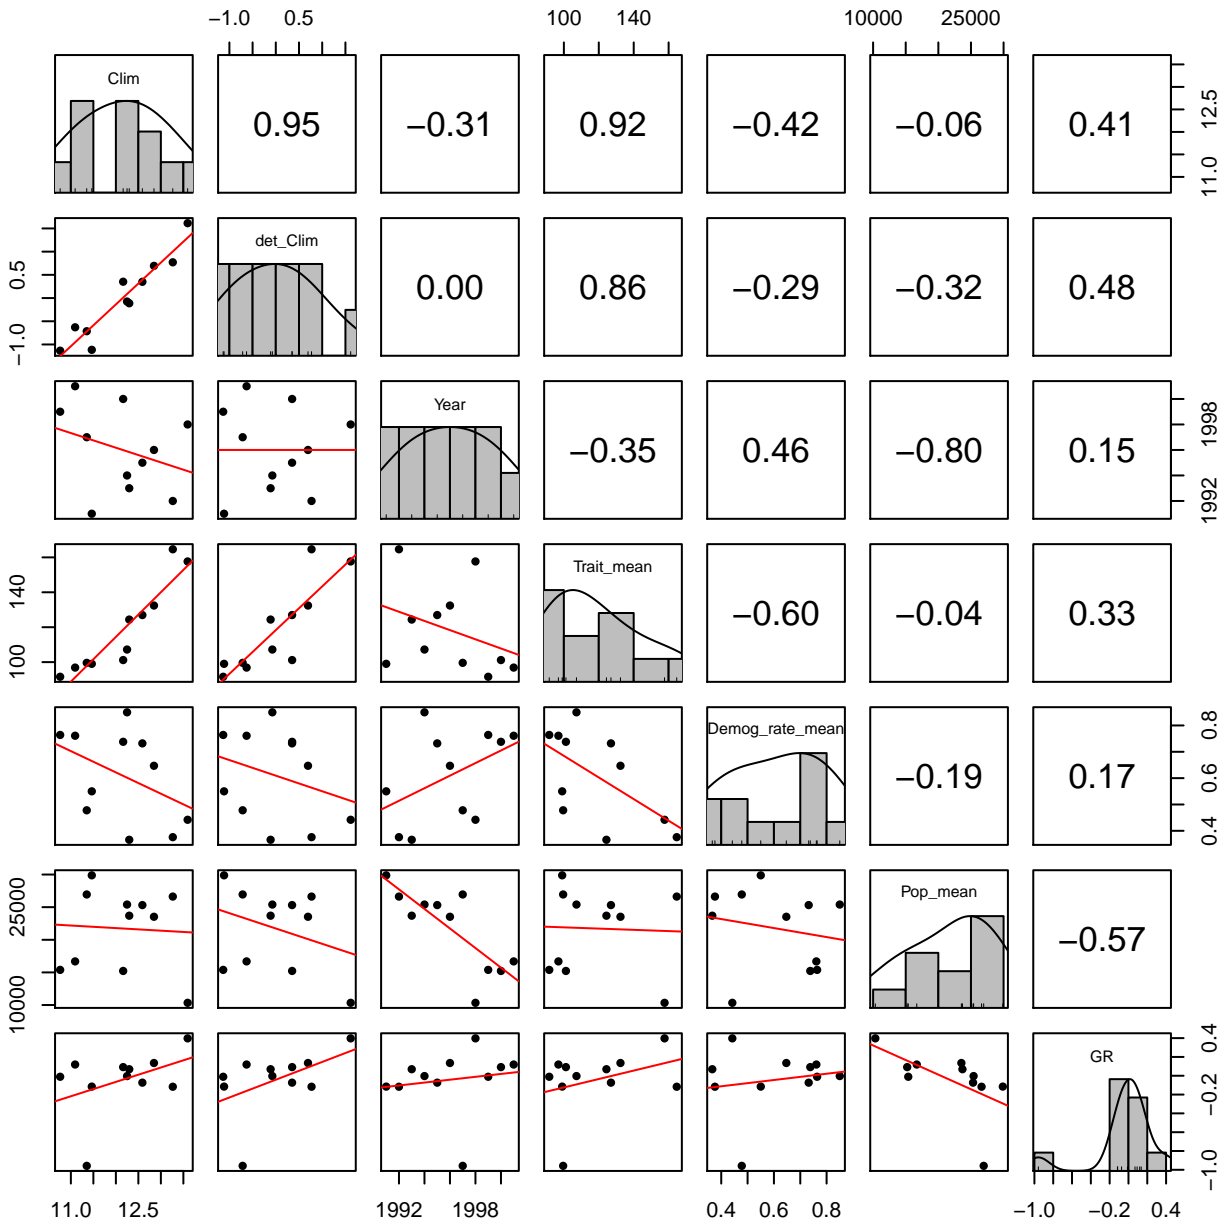 −1.0 0.5 100 140 10000 25000
Clim 0.95 −0.31 0.92 −0.42 −0.06 0.41 11.0 12.5
−1.0 0.5 det_Clim 0.00 0.86 −0.29 −0.32 0.48
Year −0.35 0.46 −0.80 0.15 1992 1998
100 140 Trait_mean −0.60 −0.04 0.33
Demog_rate_mean −0.19 0.17 0.4 0.6 0.8
10000 25000 Pop_mean −0.57
GR −1.0 −0.2 0.4
11.0 12.5 1992 1998 0.4 0.6 0.8 −1.0 −0.2 0.4